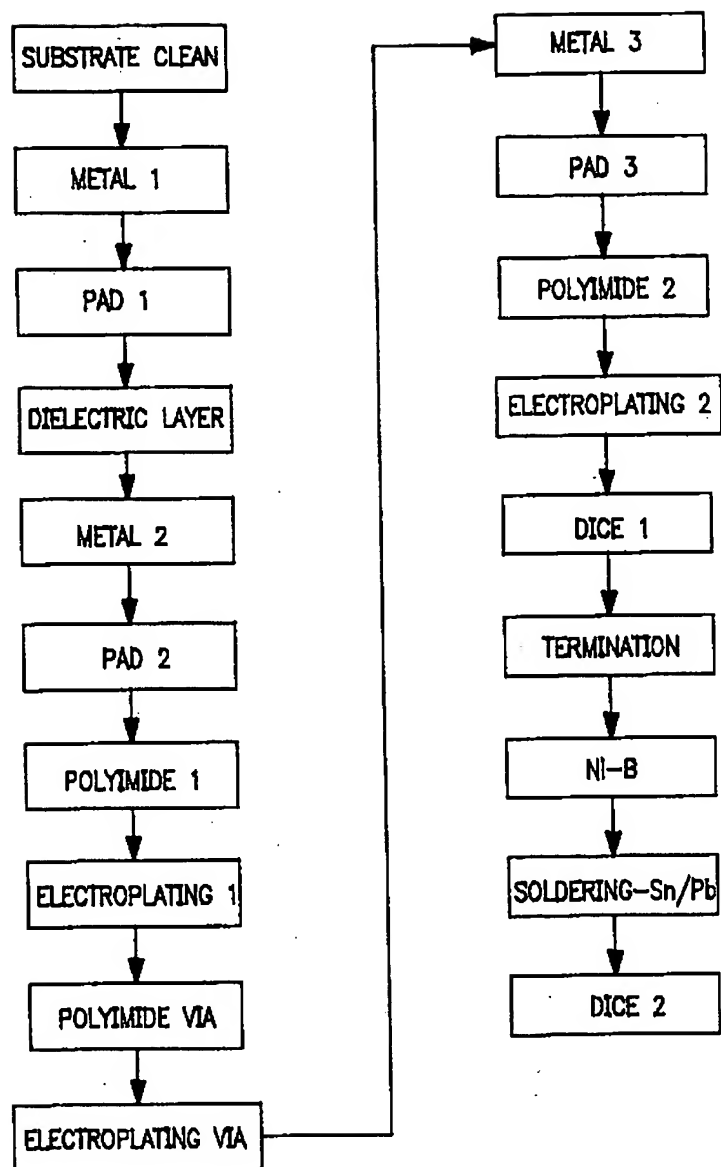 SUBSTRATE CLEAN
METAL 1
PAD 1
DIELECTRIC LAYER
METAL 2
PAD 2
POLYIMIDE 1
ELECTROPLATING 1
POLYIMIDE VIA
ELECTROPLATING VIA
METAL 3
PAD 3
POLYIMIDE 2
ELECTROPLATING 2
DICE 1
TERMINATION
NI-B
SOLDERING-Sn/Pb
DICE 2